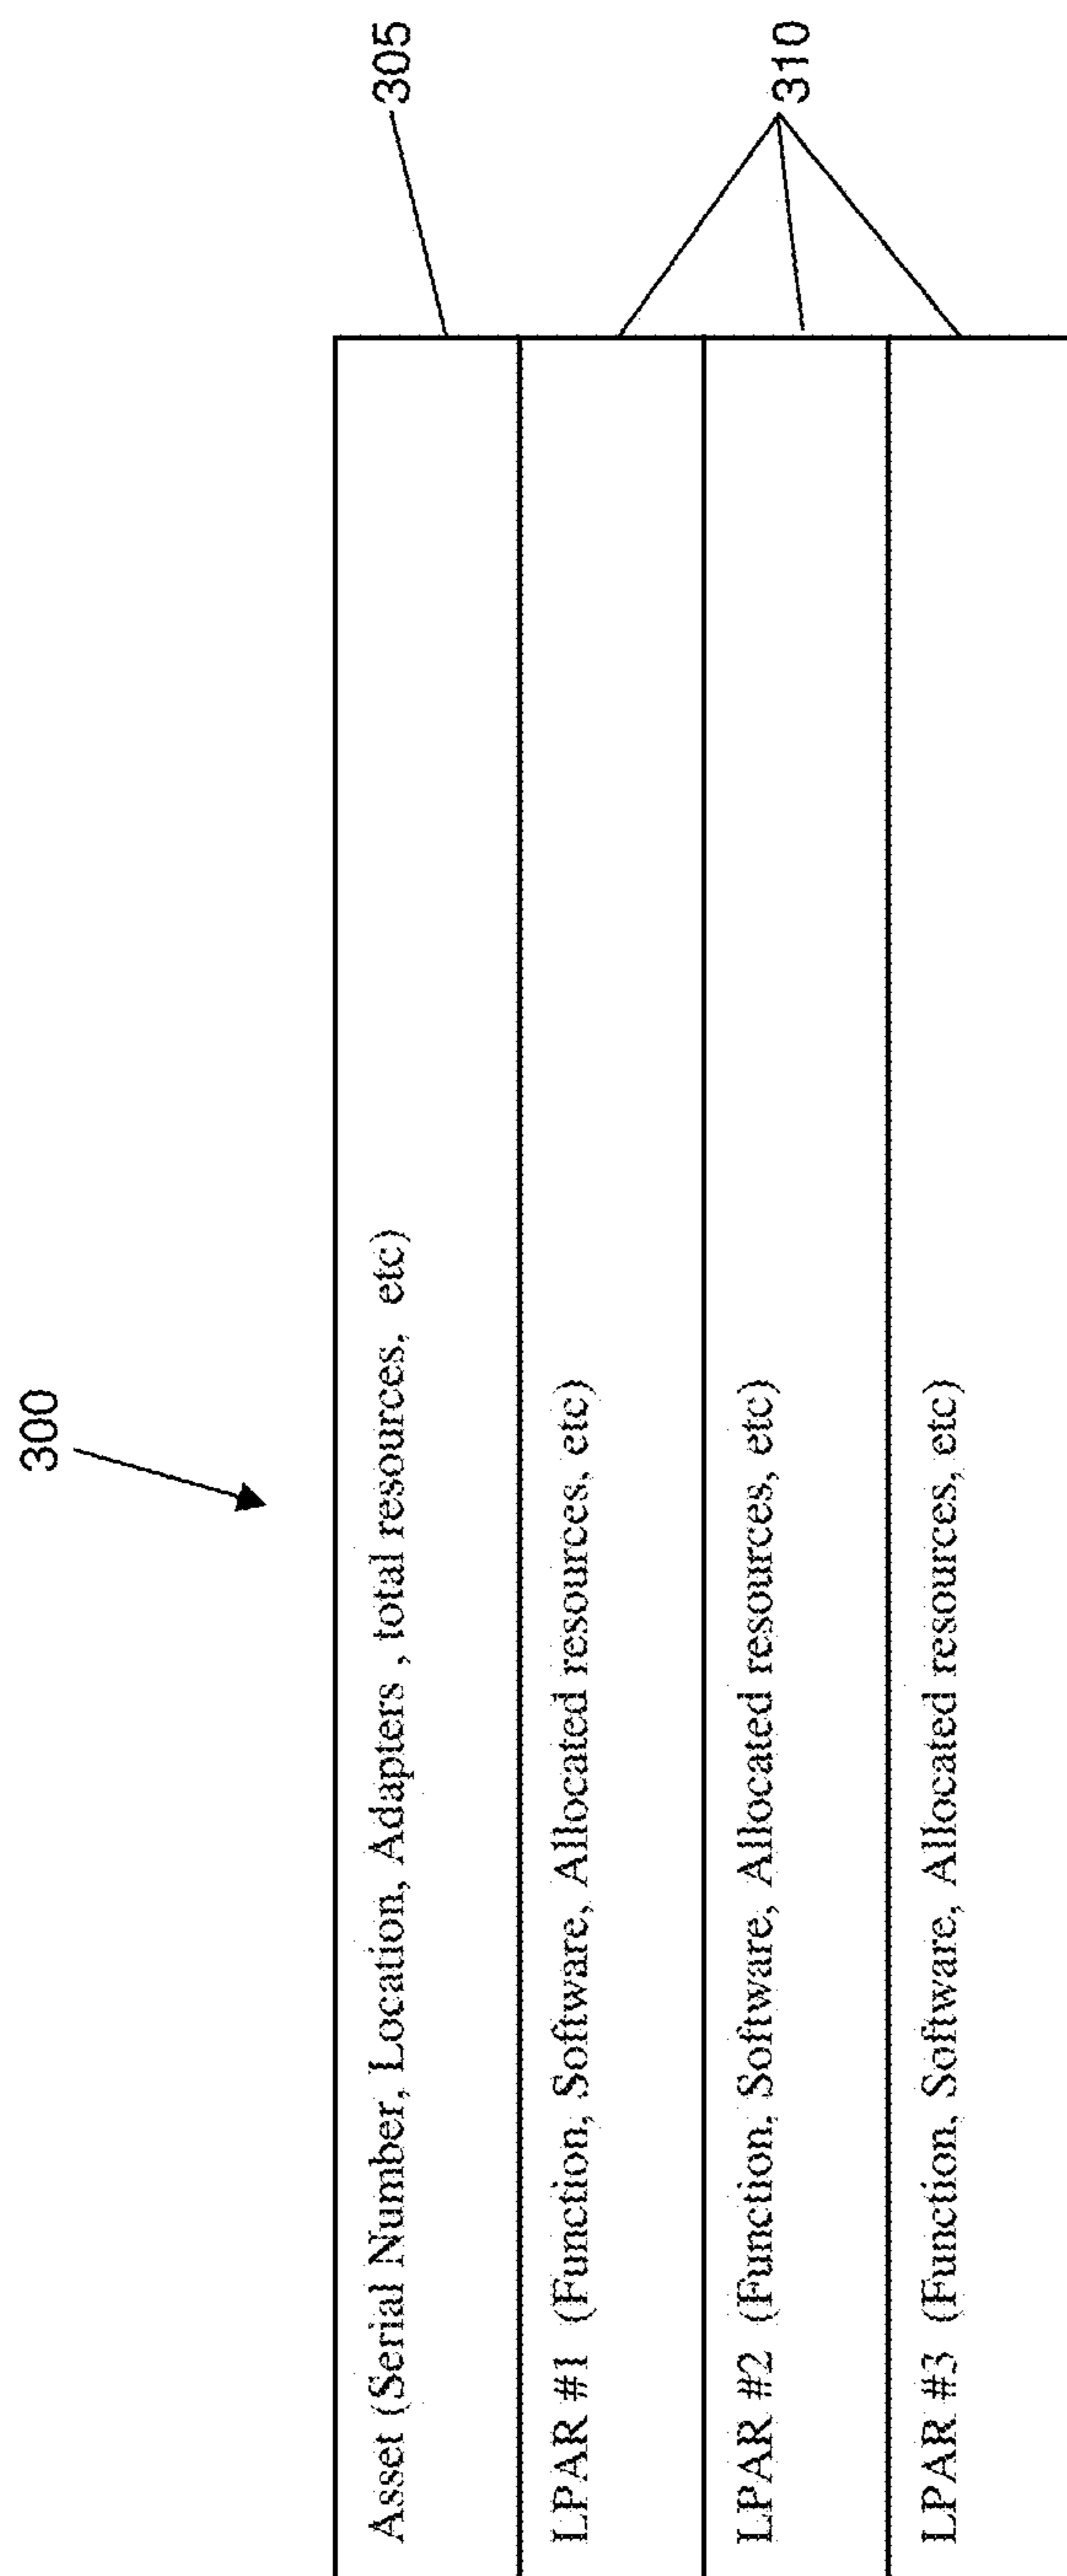 300
305
Asset (Serial Number, Location, Adapters , total resources, etc)
LPAR #1 (Function, Software, Allocated resources, etc)
310
LPAR #2 (Function, Software, Allocated resources, etc)
LPAR #3 (Function, Software, Allocated resources, etc)